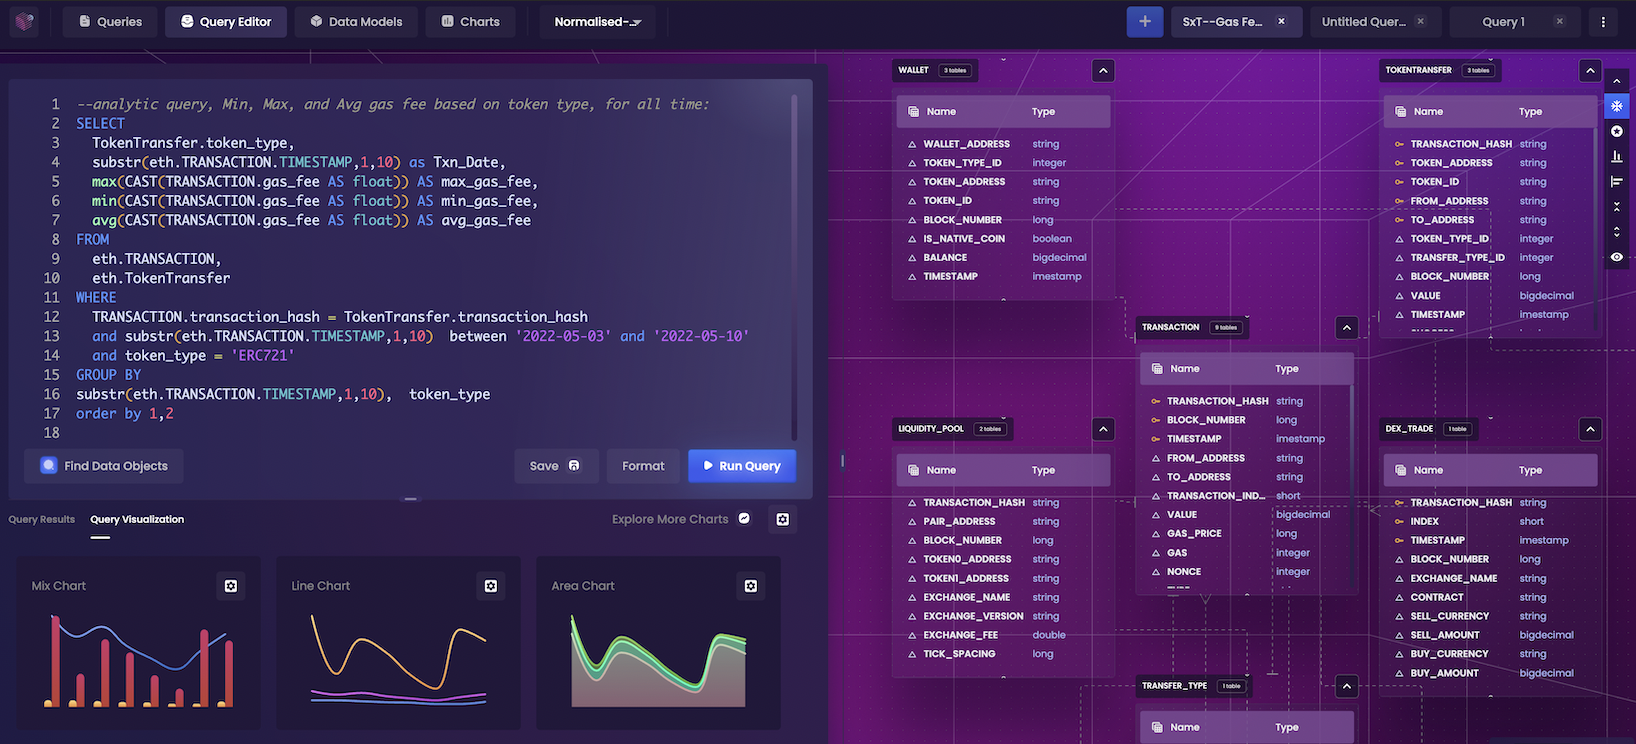 Queries
Query Editor
Data Models
Charts
Normalised-...
+
SxT--Gas Fe... ×
Untitled Quer... ×
Query 1 ×
1 --analytic query, Min, Max, and Avg gas fee based on token type, for all time:
2 SELECT
3 TokenTransfer.token_type,
4 substr(eth.TRANSACTION.TIMESTAMP,1,10) as Txn_Date,
5 max(CAST(TRANSACTION.gas_fee AS float)) AS max_gas_fee,
6 min(CAST(TRANSACTION.gas_fee AS float)) AS min_gas_fee,
7 avg(CAST(TRANSACTION.gas_fee AS float)) AS avg_gas_fee
8 FROM
9 eth.TRANSACTION,
10 eth.TokenTransfer
11 WHERE
12 TRANSACTION.transaction_hash = TokenTransfer.transaction_hash
13 and substr(eth.TRANSACTION.TIMESTAMP,1,10)  between '2022-05-03' and '2022-05-10'
14 and token_type = 'ERC721'
15 GROUP BY
16 substr(eth.TRANSACTION.TIMESTAMP,1,10),  token_type
17 order by 1,2
18
Find Data Objects
Save
Format
Run Query
Query Results
Query Visualization
Explore More Charts
Mix Chart
Line Chart
Area Chart
WALLET 3 tables
Name Type
WALLET_ADDRESS string
TOKEN_TYPE_ID integer
TOKEN_ADDRESS string
TOKEN_ID string
BLOCK_NUMBER long
IS_NATIVE_COIN boolean
BALANCE bigdecimal
TIMESTAMP imestamp
TOKENTRANSFER 3 tables
Name Type
TRANSACTION_HASH string
TOKEN_ADDRESS string
TOKEN_ID string
FROM_ADDRESS string
TO_ADDRESS string
TOKEN_TYPE_ID integer
TRANSFER_TYPE_ID integer
BLOCK_NUMBER long
VALUE bigdecimal
TIMESTAMP imestamp
TRANSACTION 9 tables
Name Type
TRANSACTION_HASH string
BLOCK_NUMBER long
TIMESTAMP imestamp
FROM_ADDRESS string
TO_ADDRESS string
TRANSACTION_IND... short
VALUE bigdecimal
GAS_PRICE long
GAS integer
NONCE integer
LIQUIDITY_POOL 2 tables
Name Type
TRANSACTION_HASH string
PAIR_ADDRESS string
BLOCK_NUMBER long
TOKEN0_ADDRESS string
TOKEN1_ADDRESS string
EXCHANGE_NAME string
EXCHANGE_VERSION string
EXCHANGE_FEE double
TICK_SPACING long
DEX_TRADE 1 table
Name Type
TRANSACTION_HASH string
INDEX short
TIMESTAMP imestamp
BLOCK_NUMBER long
EXCHANGE_NAME string
CONTRACT string
SELL_CURRENCY string
SELL_AMOUNT bigdecimal
BUY_CURRENCY string
BUY_AMOUNT bigdecimal
TRANSFER_TYPE 1 table
Name Type